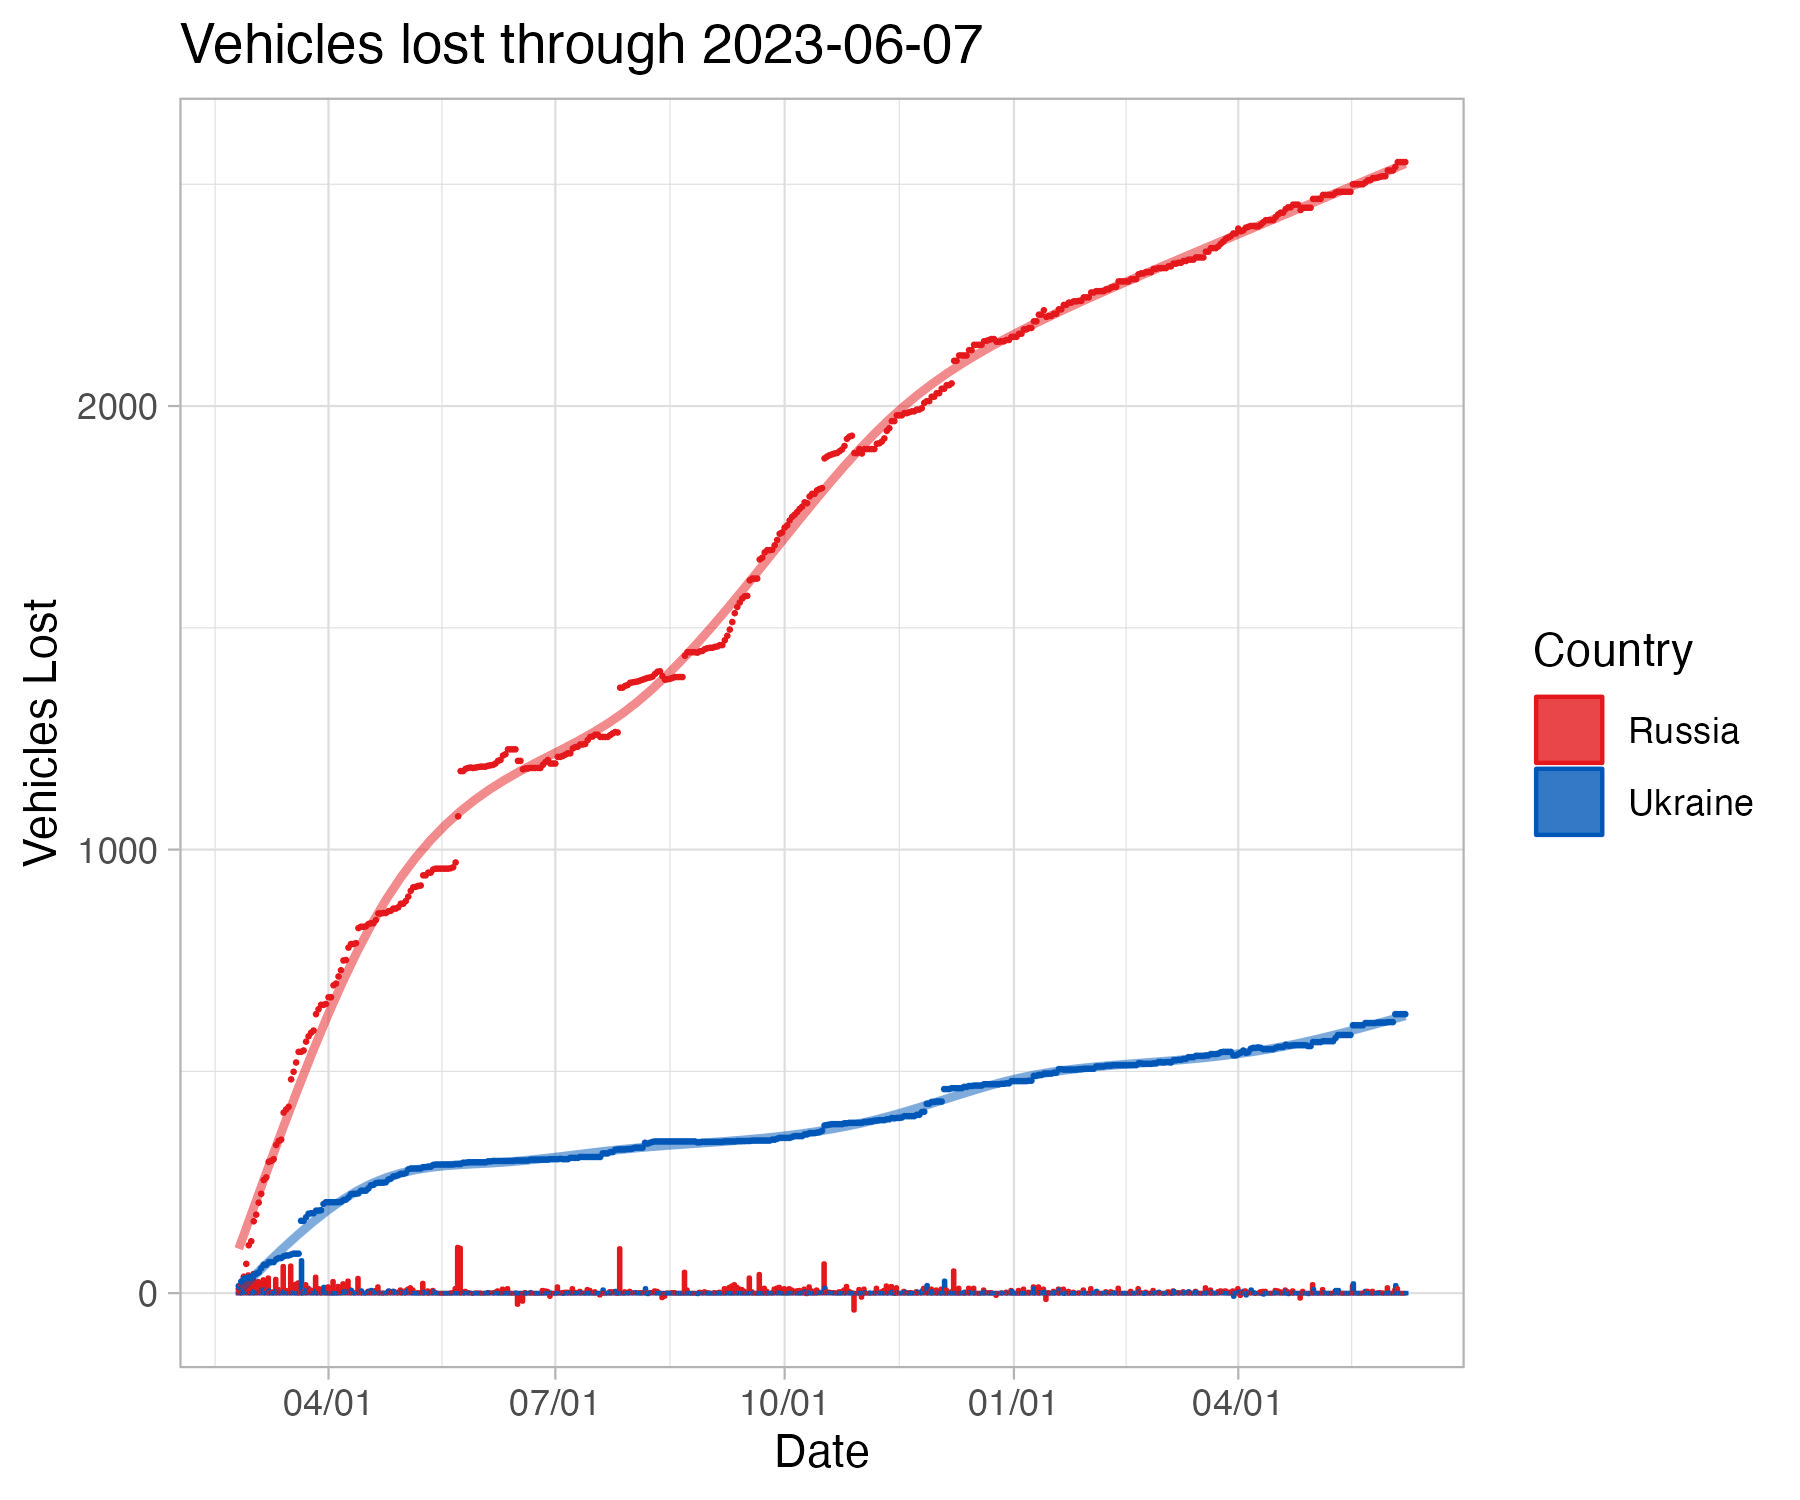 Vehicles lost through 2023-06-07
Vehicles Lost
2000
1000
0
04/01
07/01
10/01
01/01
04/01
Date
Country
Russia
Ukraine